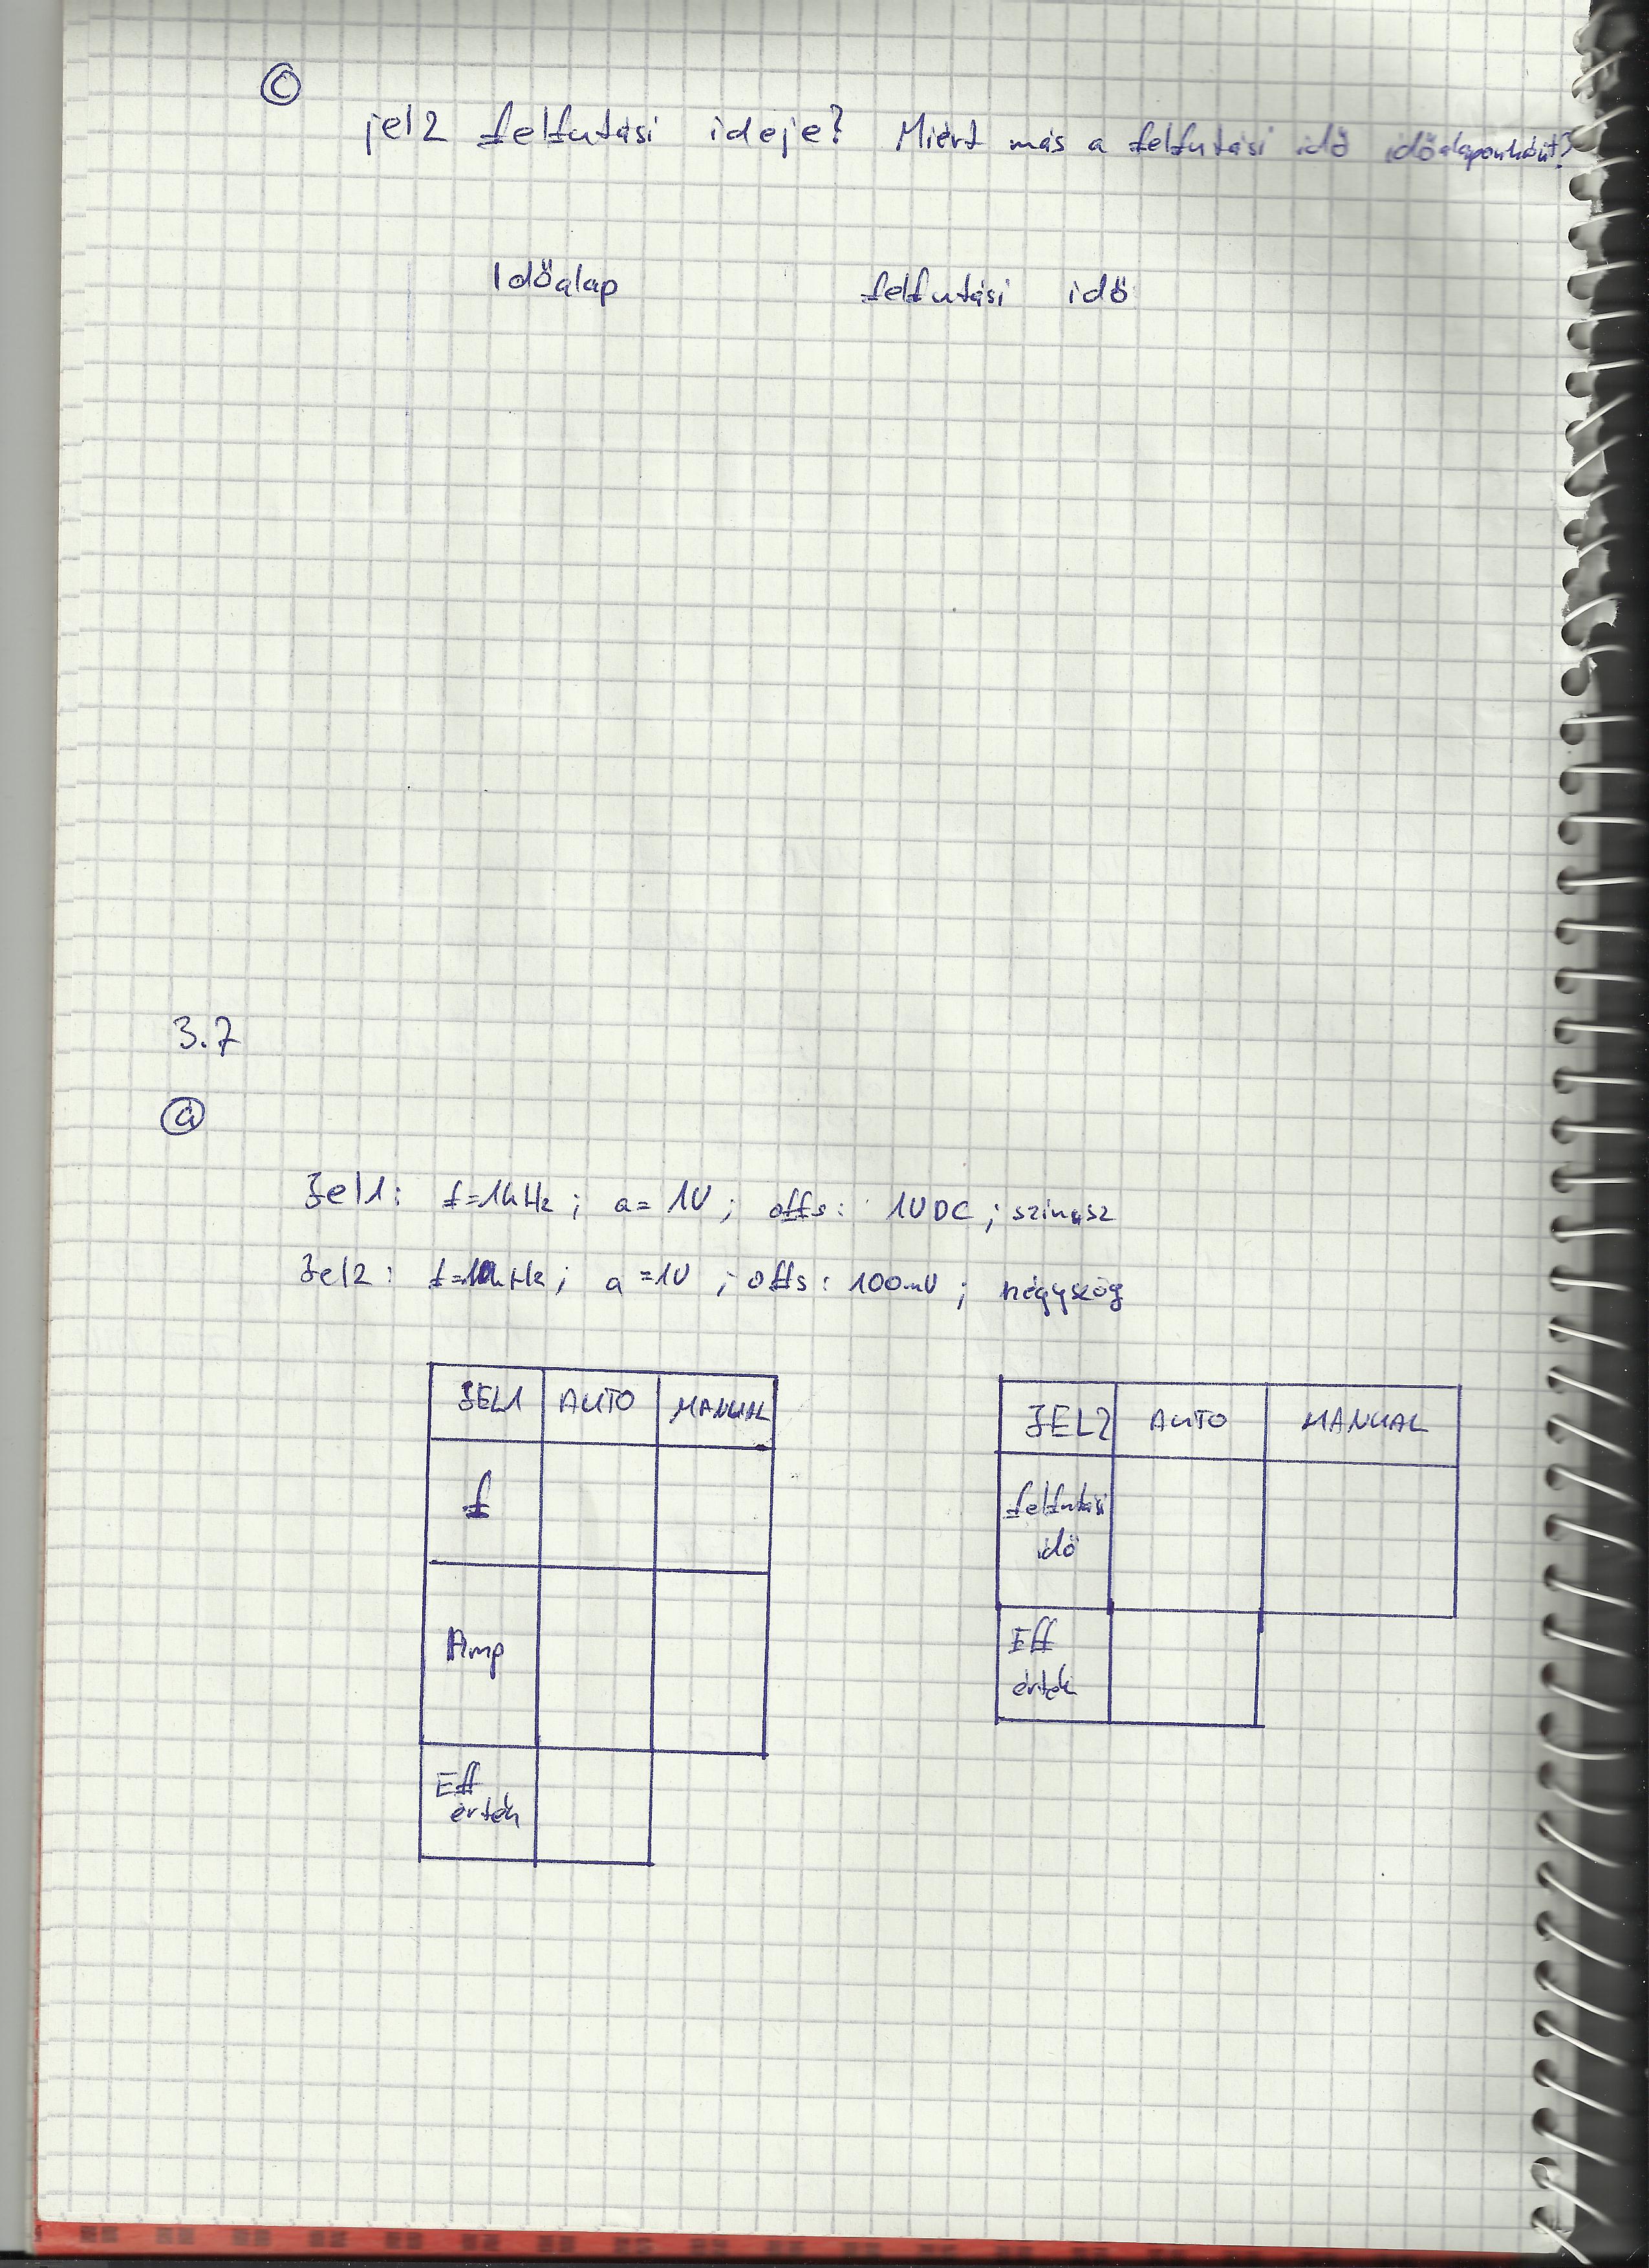 c
jel2 felfutási ideje? Miért más a felfutási idő időalaponként?
Időalap felfutási idő
3.7
a
Jel1: f=1kHz; a= 1V; offs: 1VDC; szinusz
Jel2: a=1V; offs: 100mV; négyszög
JEL1 AUTO MANUAL
f
Amp
Eff
érték
JEL2 AUTO MANUAL
felfutási
idő
Eff
érték